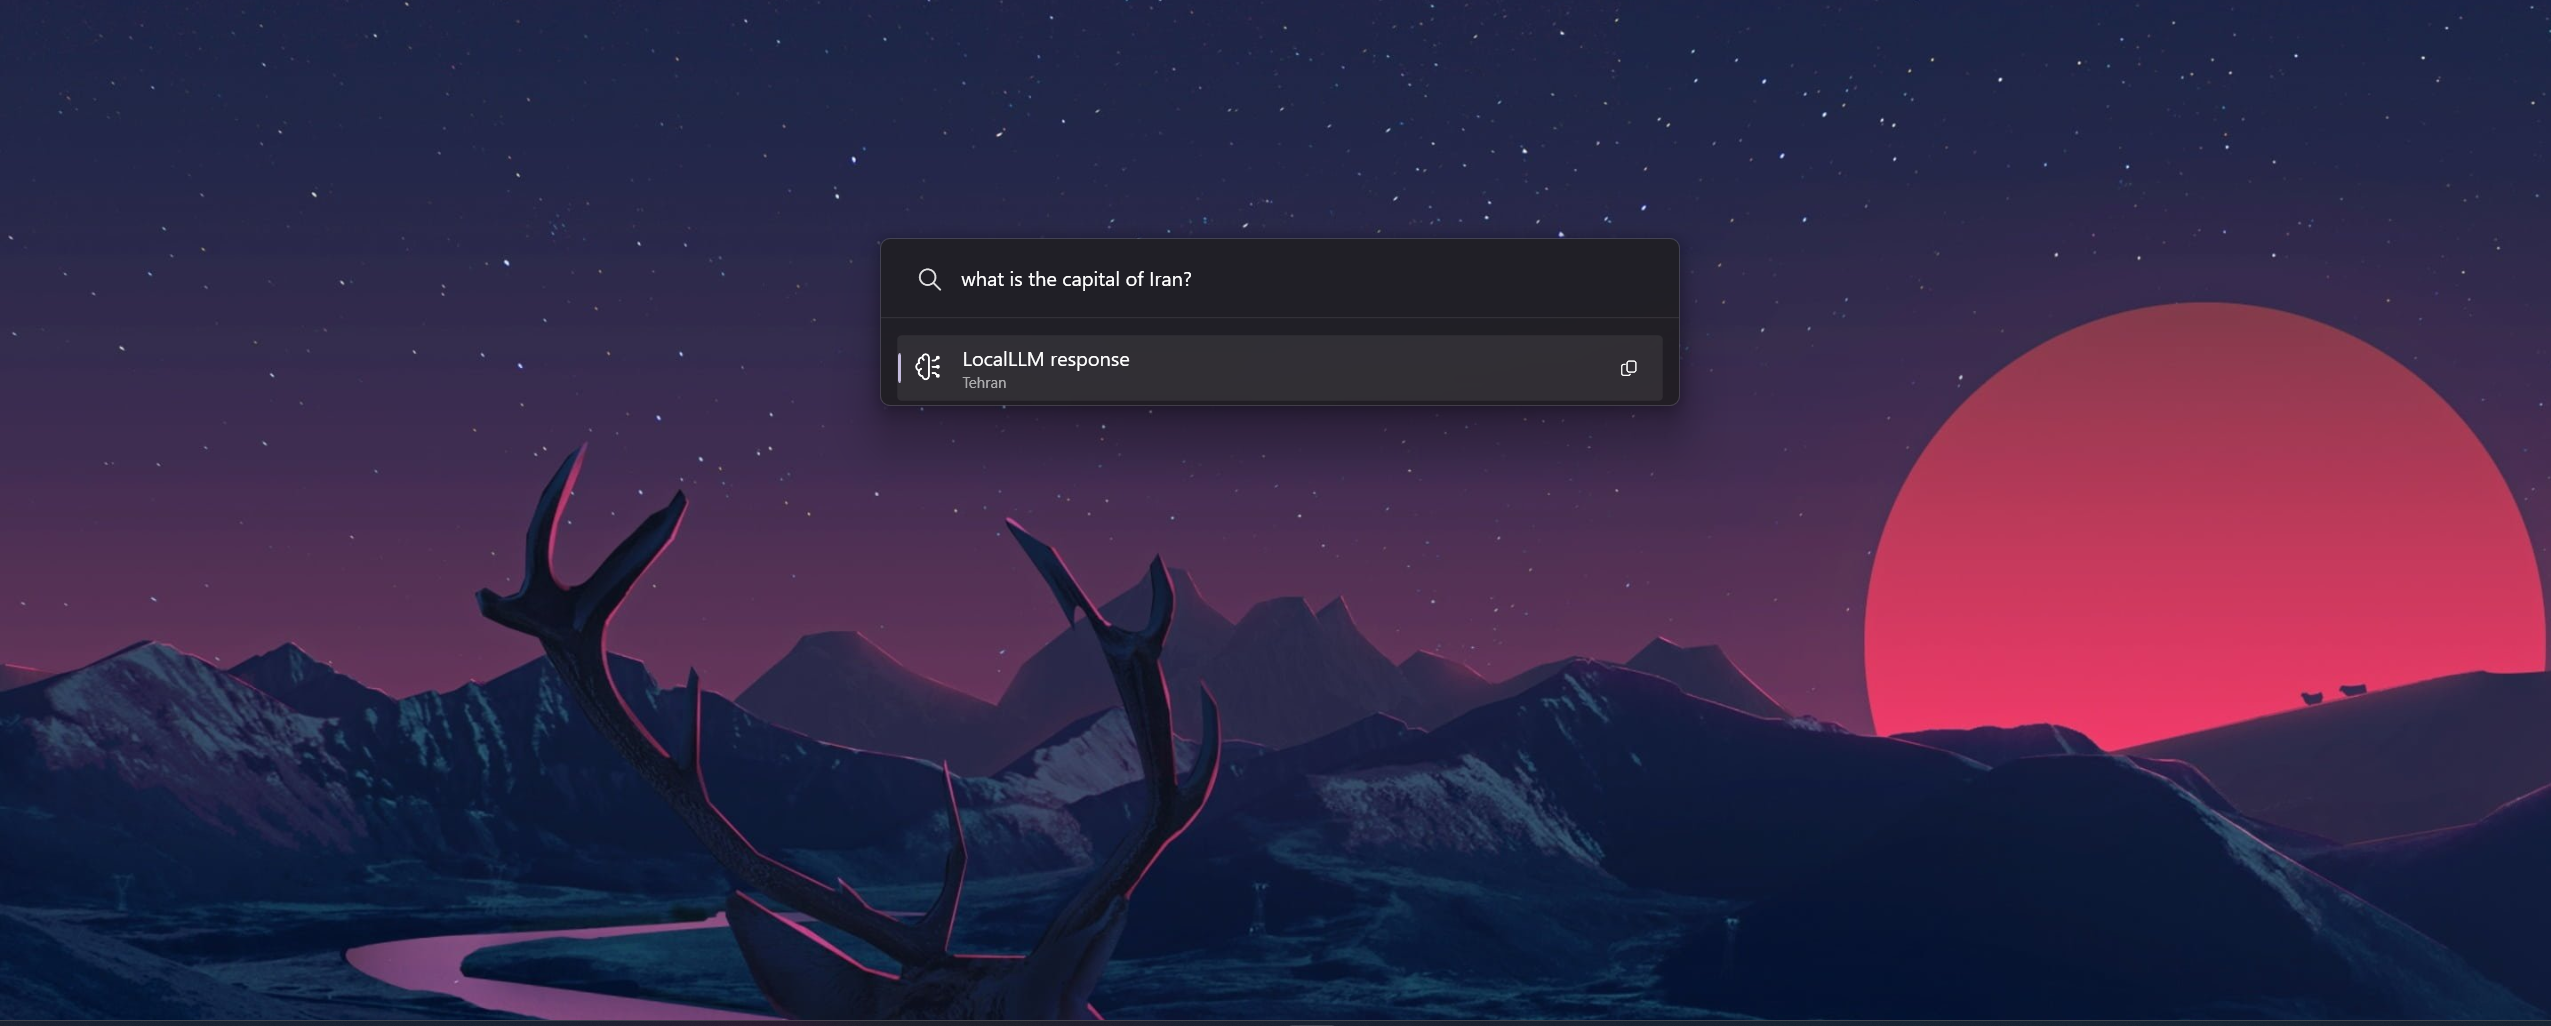 what is the capital of Iran?
LocalLLM response
Tehran